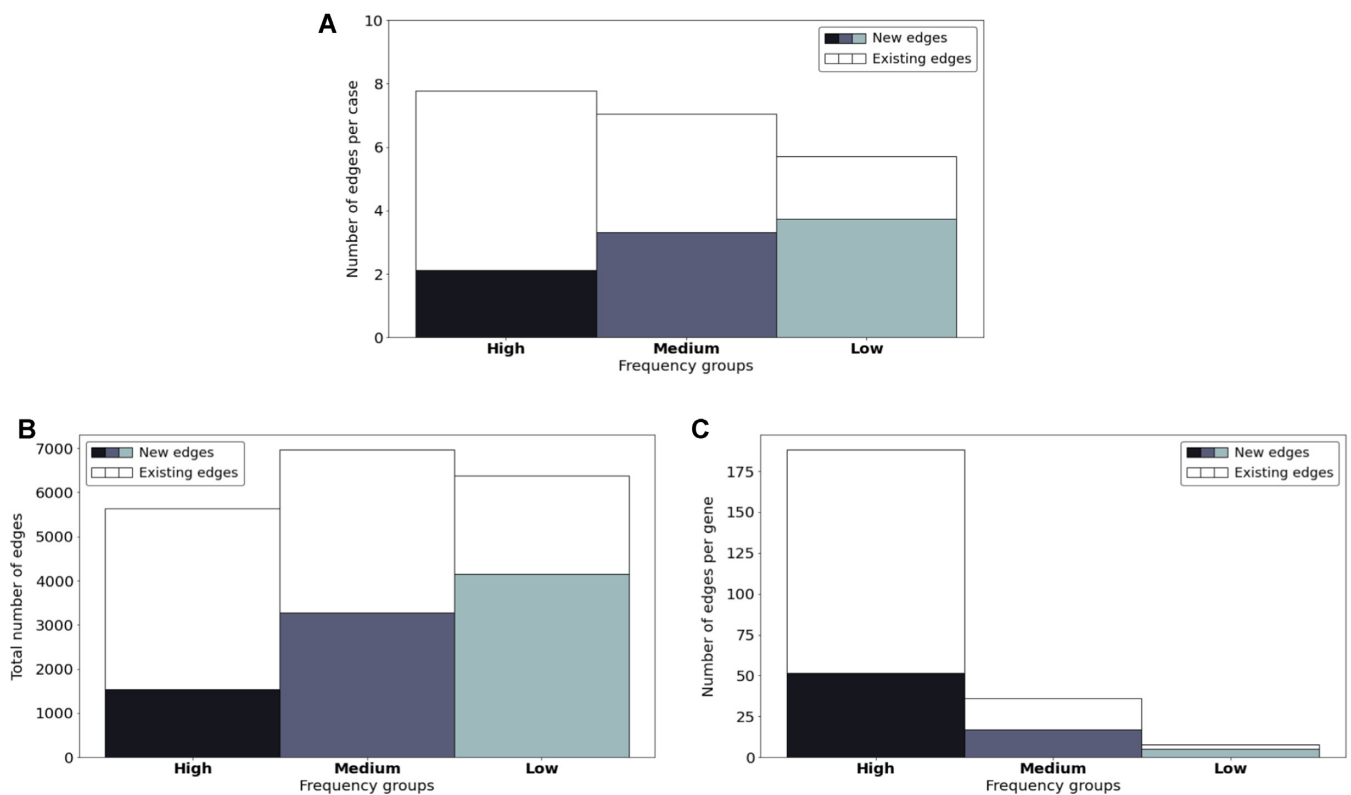 A
10
8
6
4
2
0
Number of edges per case
New edges
Existing edges
High
Medium
Low
Frequency groups
B
7000
6000
5000
4000
3000
2000
1000
0
Total number of edges
New edges
Existing edges
High
Medium
Low
Frequency groups
C
175
150
125
100
75
50
25
0
Number of edges per gene
New edges
Existing edges
High
Medium
Low
Frequency groups